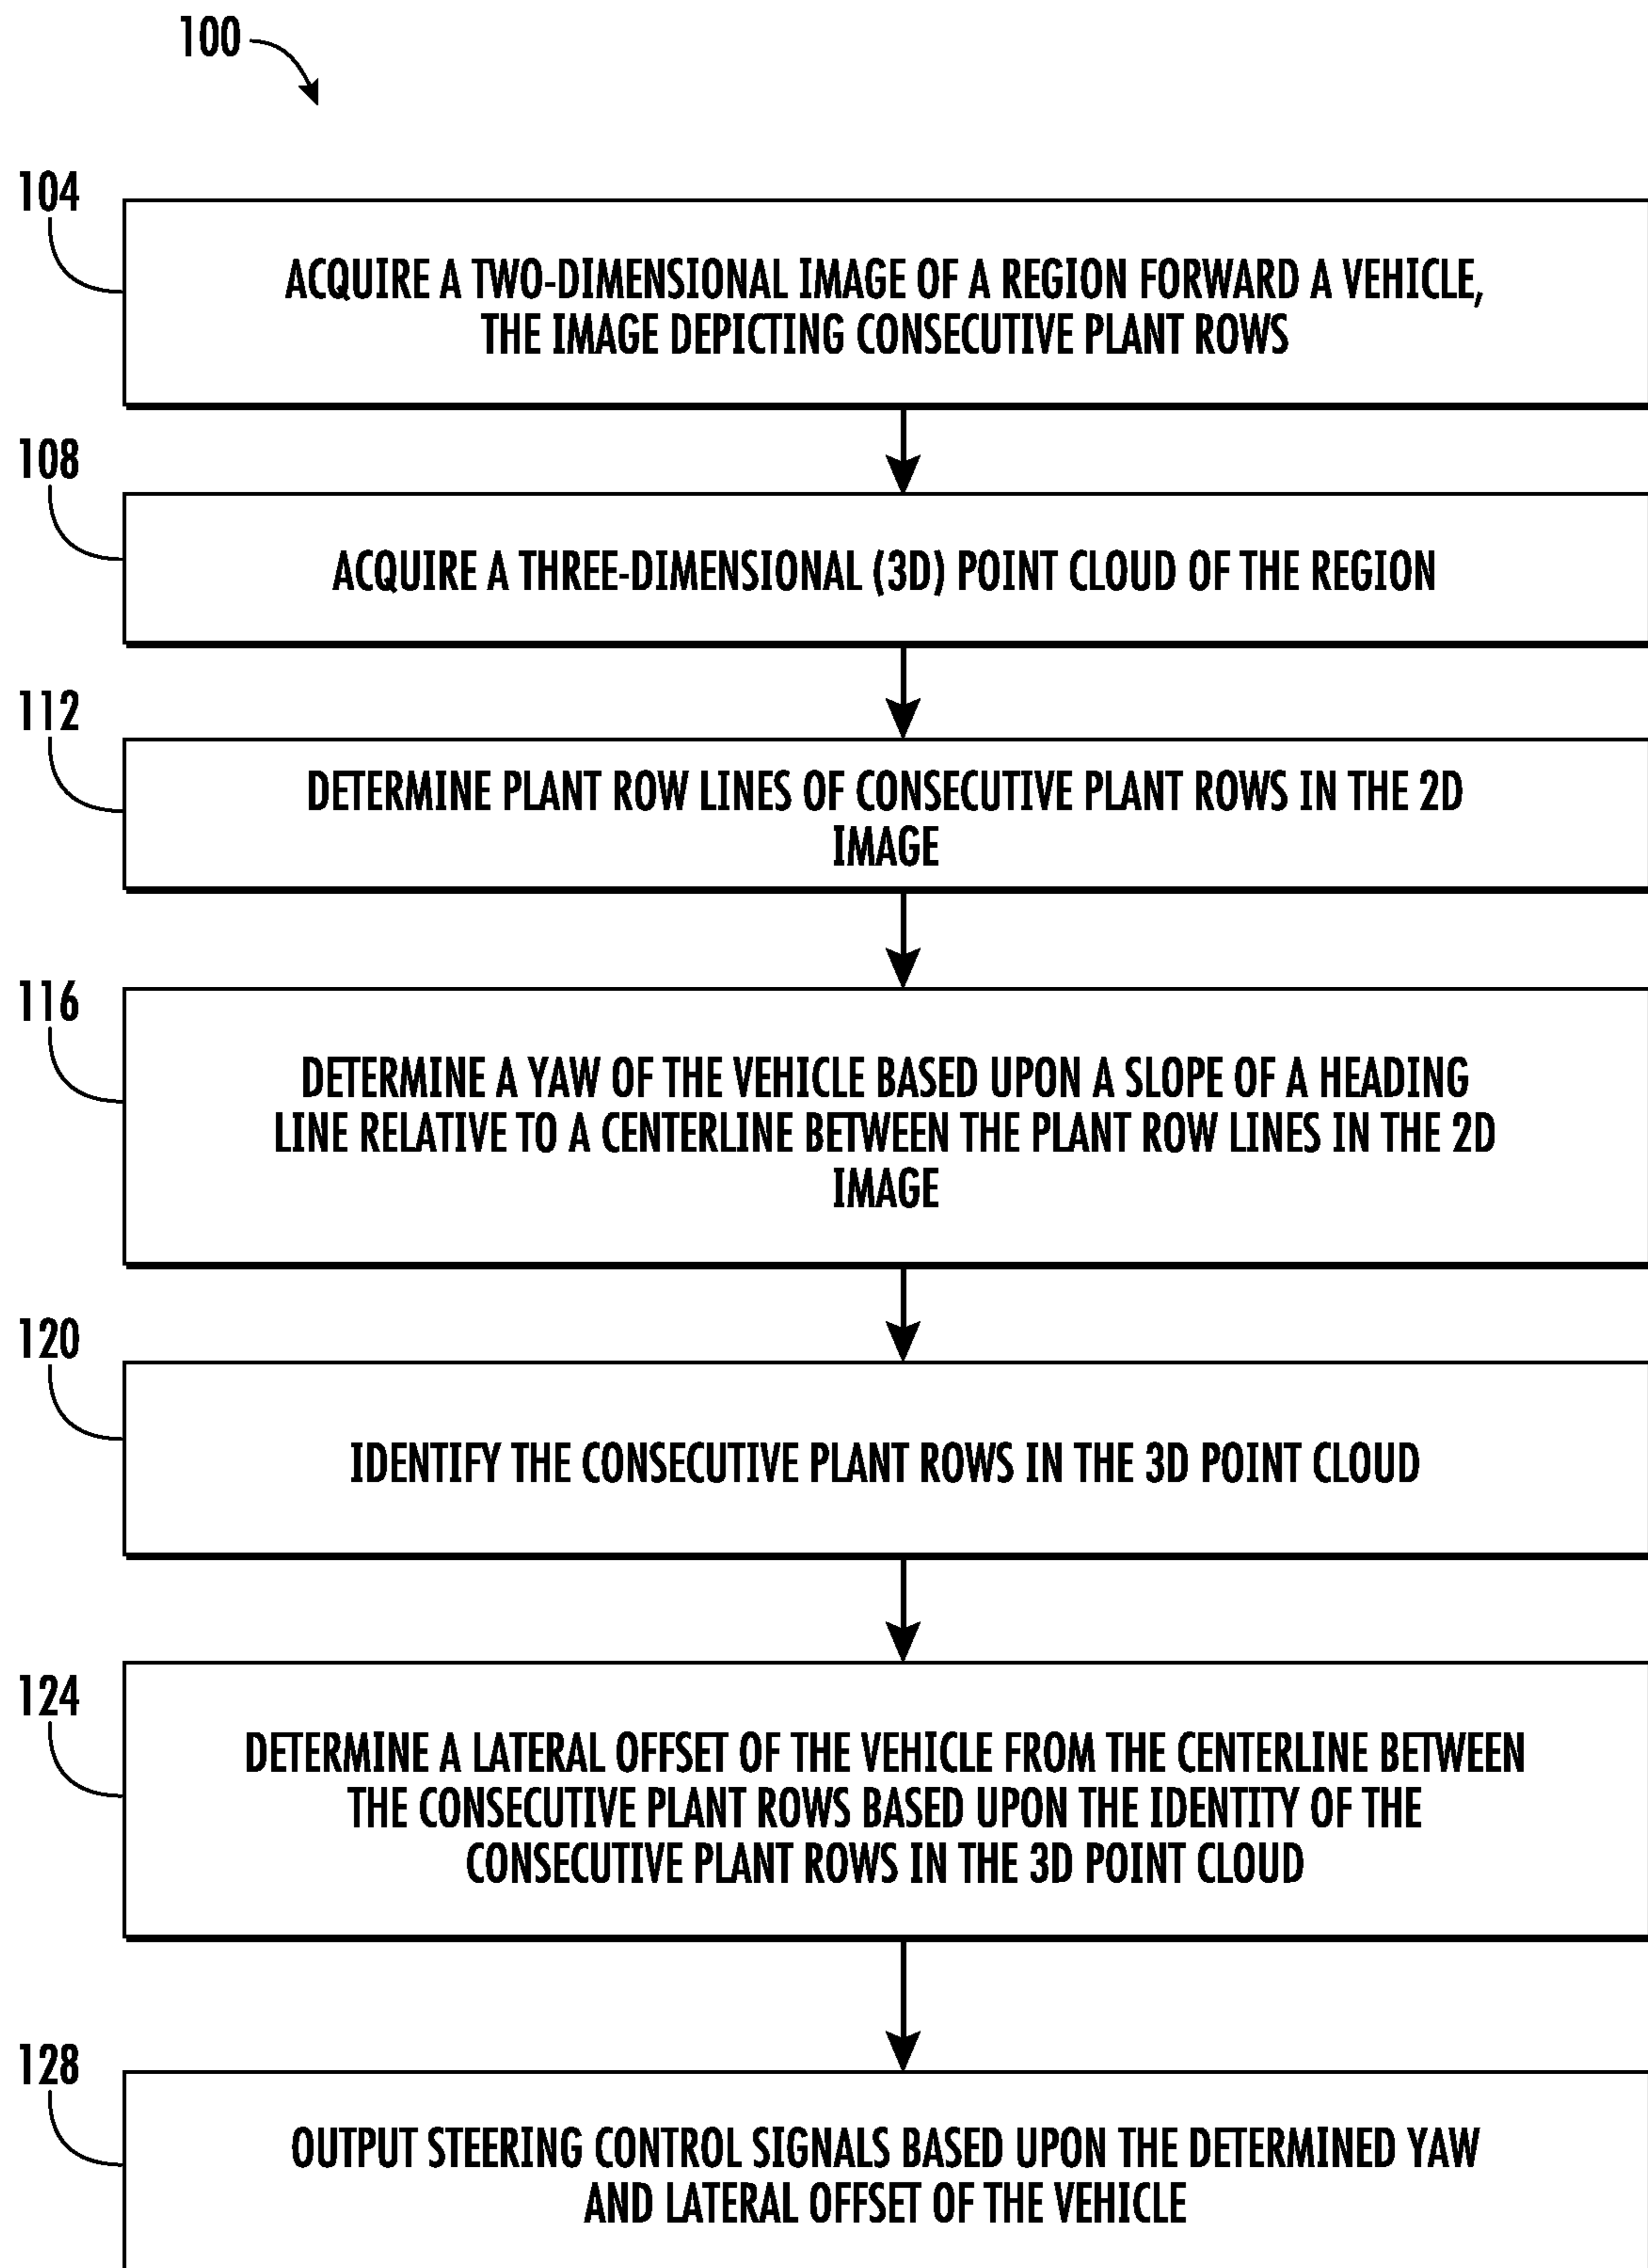 100
104
ACQUIRE A TWO-DIMENSIONAL IMAGE OF A REGION FORWARD A VEHICLE,
THE IMAGE DEPICTING CONSECUTIVE PLANT ROWS
108
ACQUIRE A THREE-DIMENSIONAL (3D) POINT CLOUD OF THE REGION
112
DETERMINE PLANT ROW LINES OF CONSECUTIVE PLANT ROWS IN THE 2D
IMAGE
116
DETERMINE A YAW OF THE VEHICLE BASED UPON A SLOPE OF A HEADING
LINE RELATIVE TO A CENTERLINE BETWEEN THE PLANT ROW LINES IN THE 2D
IMAGE
120
IDENTIFY THE CONSECUTIVE PLANT ROWS IN THE 3D POINT CLOUD
124
DETERMINE A LATERAL OFFSET OF THE VEHICLE FROM THE CENTERLINE BETWEEN
THE CONSECUTIVE PLANT ROWS BASED UPON THE IDENTITY OF THE
CONSECUTIVE PLANT ROWS IN THE 3D POINT CLOUD
128
OUTPUT STEERING CONTROL SIGNALS BASED UPON THE DETERMINED YAW
AND LATERAL OFFSET OF THE VEHICLE